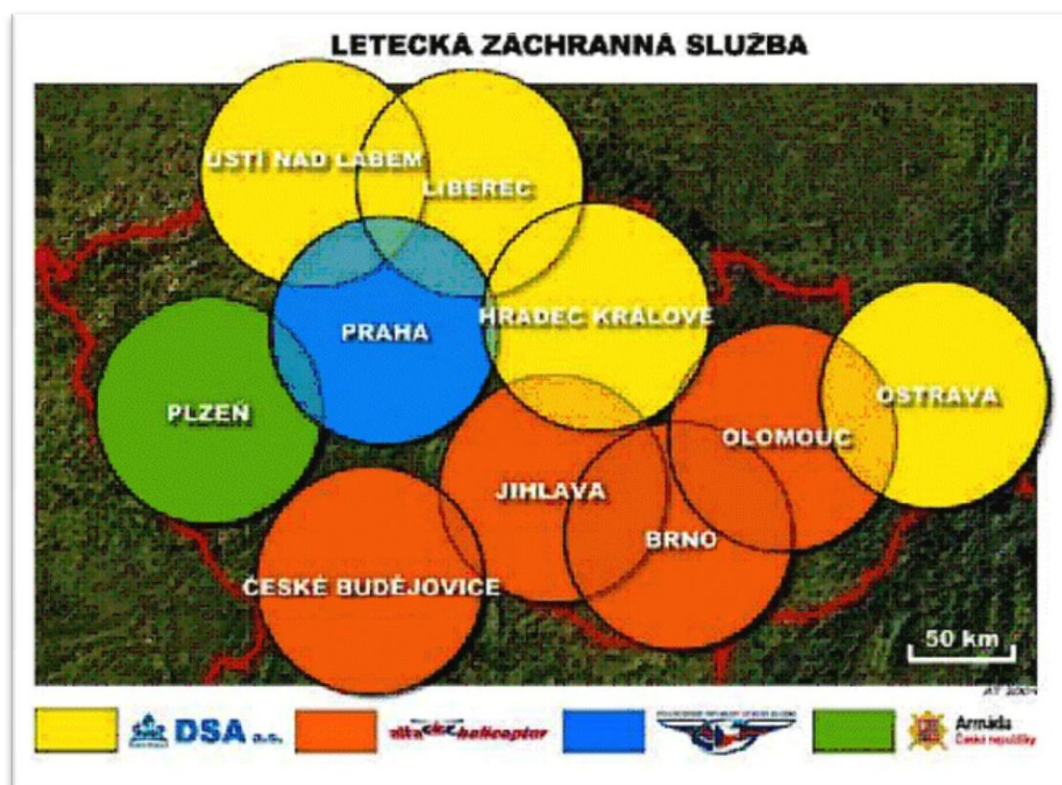 LETECKÁ ZÁCHRANNÁ SLUŽBA
ÚSTÍ NAD LABEM
LIBEREC
HRADEC KRÁLOVÉ
PRAHA
OSTRAVA
PLZEŇ
OLOMOUC
JIHLAVA
BRNO
ČESKÉ BUDĚJOVICE
50 km
DSA a.s.
helicopter
Armáda
České republiky